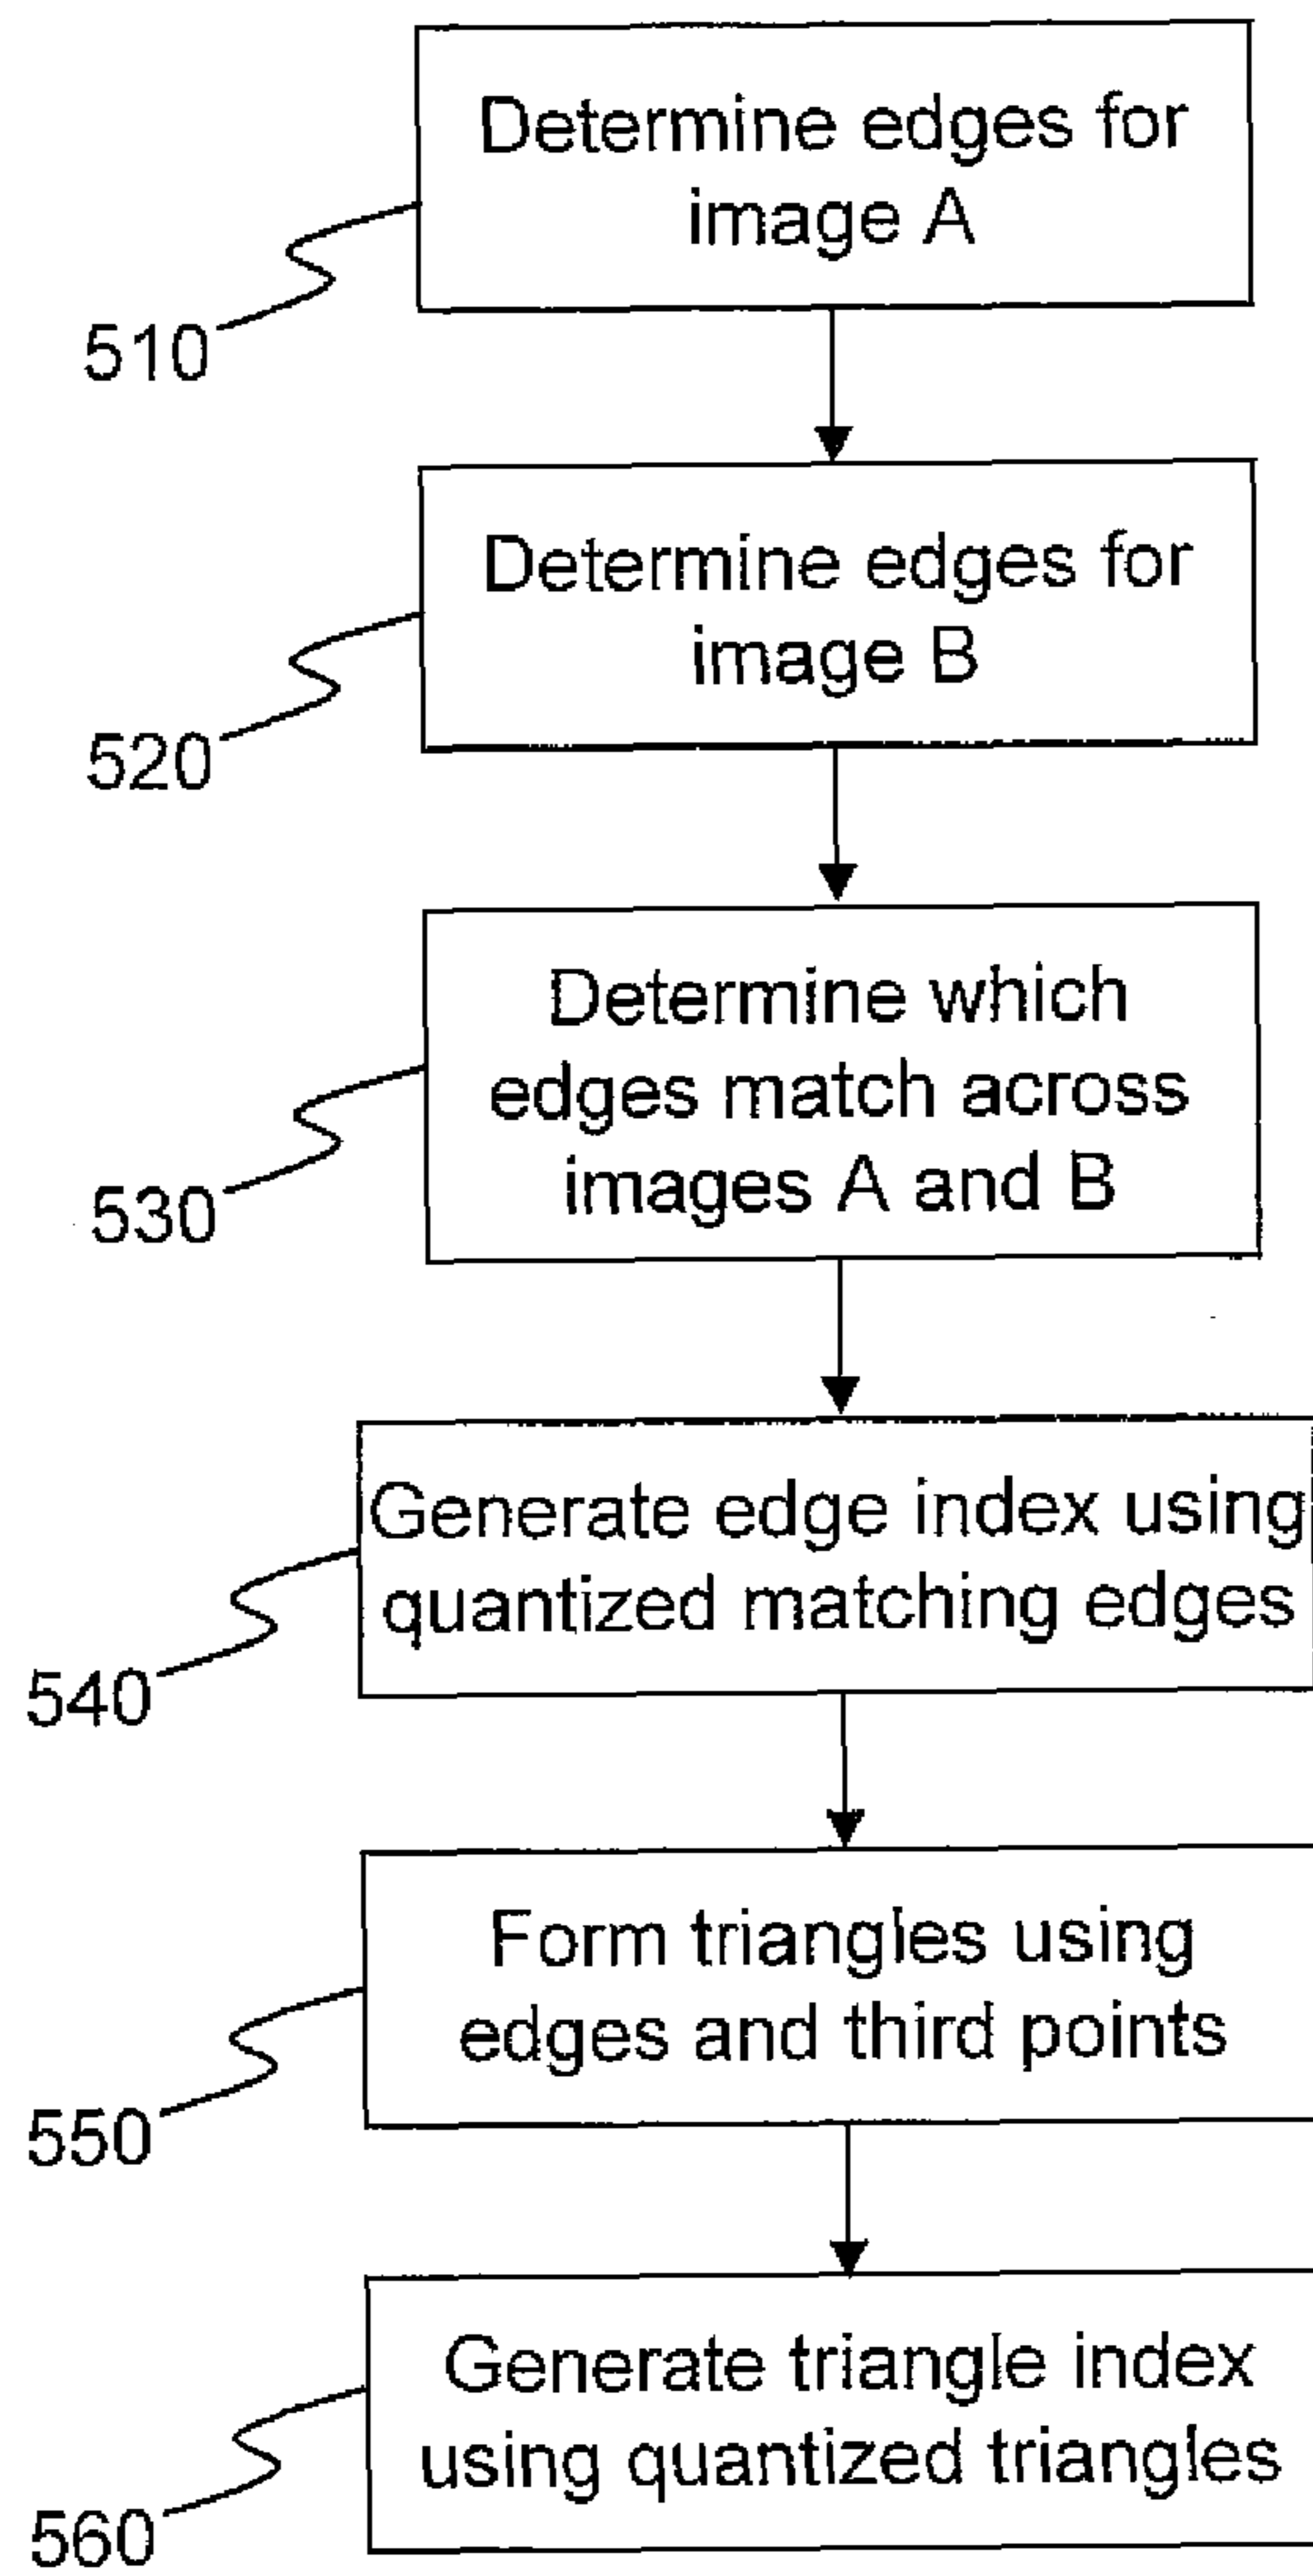 Determine edges for
image A
510
Determine edges for
image B
520
Determine which
edges match across
images A and B
530
Generate edge index using
quantized matching edges
540
Form triangles using
edges and third points
550
Generate triangle index
using quantized triangles
560